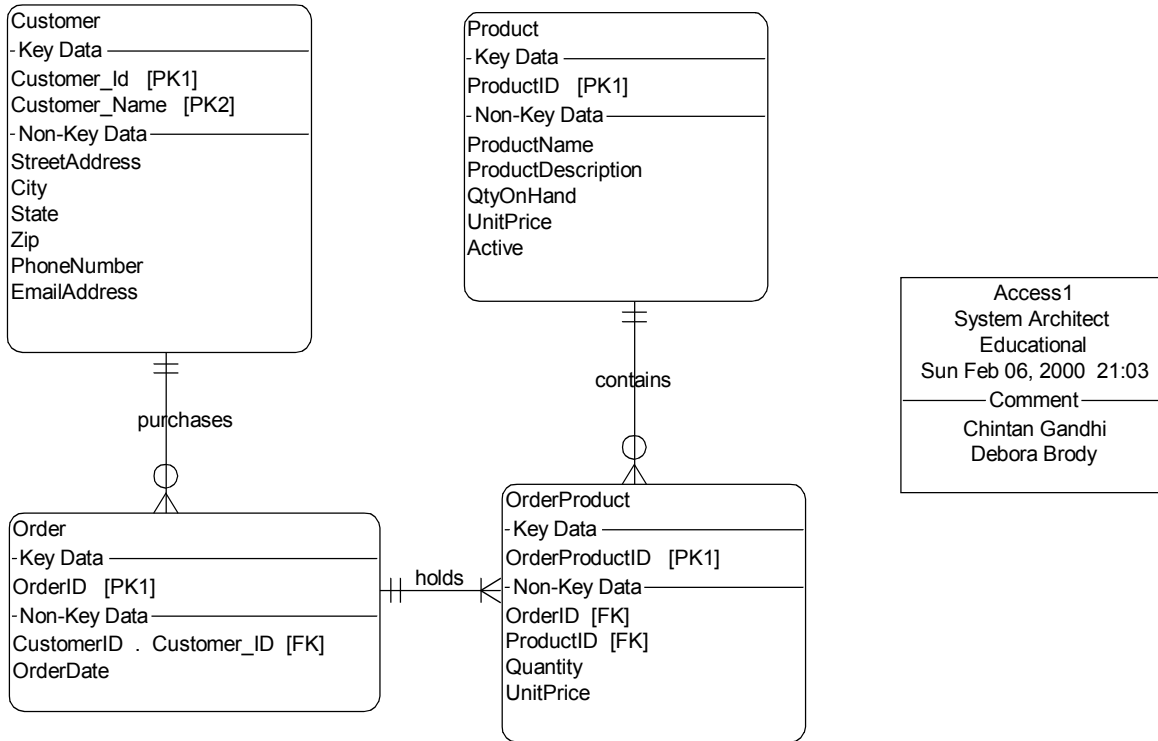 Customer
Key Data
Customer_Id [PK1]
Customer_Name [PK2]
Non-Key Data
StreetAddress
City
State
Zip
PhoneNumber
EmailAddress
Product
Key Data
ProductID [PK1]
Non-Key Data
ProductName
ProductDescription
QtyOnHand
UnitPrice
Active
Access1
System Architect
Educational
Sun Feb 06, 2000 21:03
Comment
Chintan Gandhi
Debora Brody
purchases
contains
Order
Key Data
OrderID [PK1]
Non-Key Data
CustomerID . Customer_ID [FK]
OrderDate
holds
OrderProduct
Key Data
OrderProductID [PK1]
Non-Key Data
OrderID [FK]
ProductID [FK]
Quantity
UnitPrice